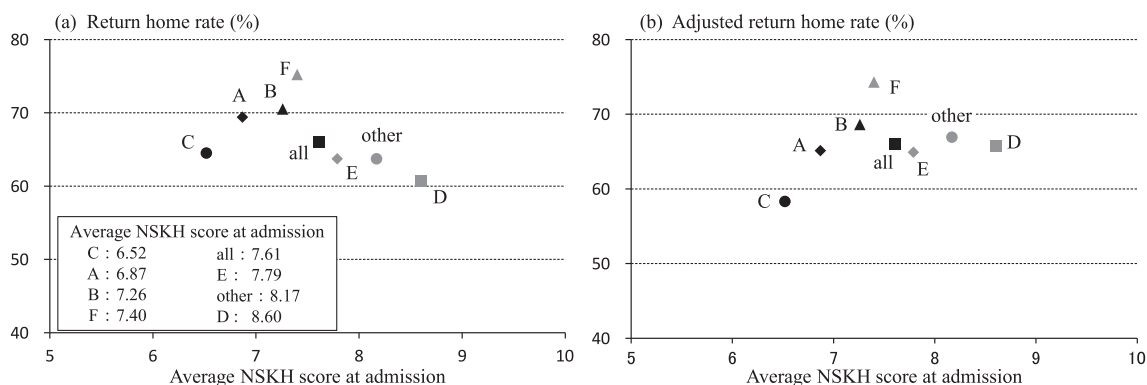 (a) Return home rate (%)
80
70
60
50
40
F
A
B
C
all
other
E
D
Average NSKH score at admission
C : 6.52
all : 7.61
A : 6.87
E : 7.79
B : 7.26
other : 8.17
F : 7.40
D : 8.60
5 6 7 8 9 10
Average NSKH score at admission
(b) Adjusted return home rate (%)
80
70
60
50
40
F
B
other
A
all
E
D
C
5 6 7 8 9 10
Average NSKH score at admission